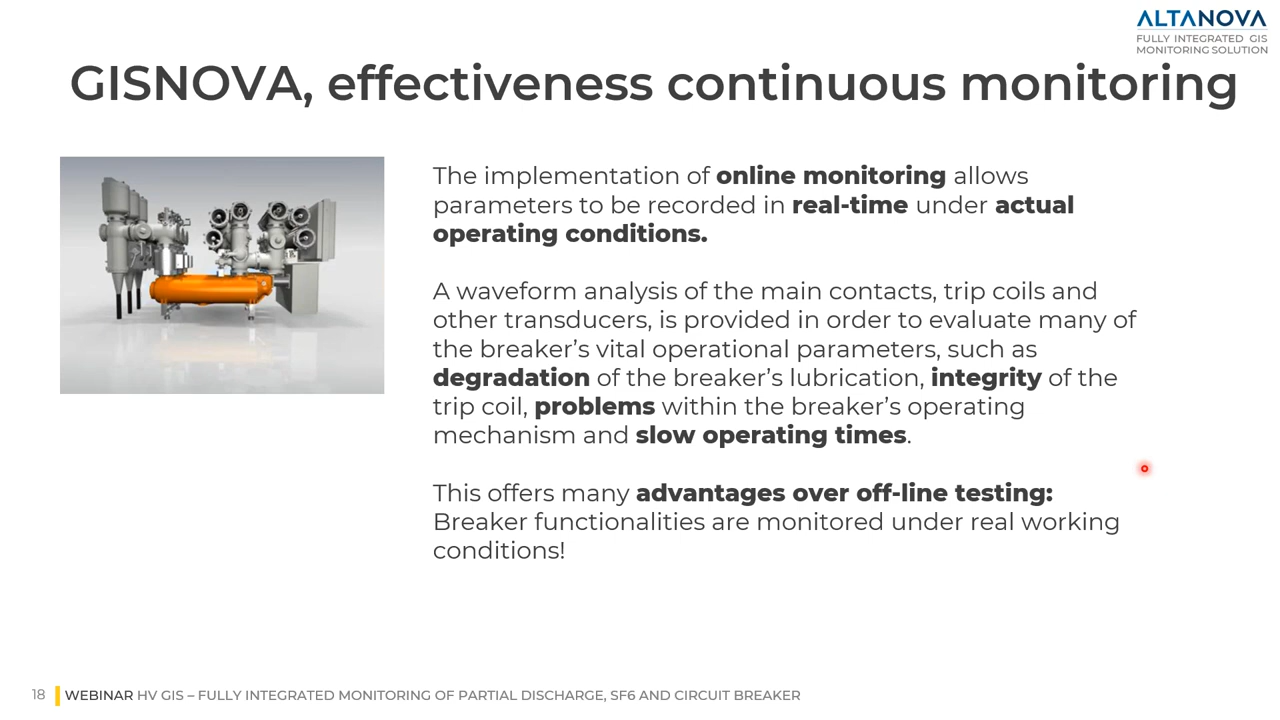 ALTANOVA
FULLY INTEGRATED GIS
MONITORING SOLUTION
GISNOVA, effectiveness continuous monitoring
The implementation of online monitoring allows
parameters to be recorded in real-time under actual
operating conditions.
A waveform analysis of the main contacts, trip coils and
other transducers, is provided in order to evaluate many of
the breaker’s vital operational parameters, such as
degradation of the breaker’s lubrication, integrity of the
trip coil, problems within the breaker’s operating
mechanism and slow operating times.
This offers many advantages over off-line testing:
Breaker functionalities are monitored under real working
conditions!
18 WEBINAR HV GIS – FULLY INTEGRATED MONITORING OF PARTIAL DISCHARGE, SF6 AND CIRCUIT BREAKER